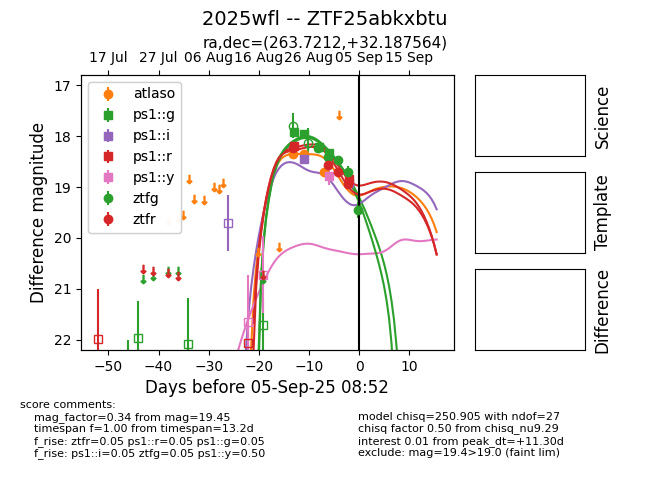 2025wfl -- ZTF25abkxbtu
ra,dec=(263.7212,+32.187564)
17 Jul 27 Jul 06 Aug 16 Aug 26 Aug 05 Sep 15 Sep
17
18
19
20
21
22
Difference magnitude
atlaso
ps1::g
ps1::i
ps1::r
ps1::y
ztfg
ztfr
−50 −40 −30 −20 −10 0 10
Days before 05-Sep-25 08:52
Science
Template
Difference
score comments:
mag_factor=0.34 from mag=19.45
timespan f=1.00 from timespan=13.2d
f_rise: ztfr=0.05 ps1::r=0.05 ps1::g=0.05
f_rise: ps1::i=0.05 ztfg=0.05 ps1::y=0.50
model chisq=250.905 with ndof=27
chisq factor 0.50 from chisq_nu9.29
interest 0.01 from peak_dt=+11.30d
exclude: mag=19.4>19.0 (faint lim)